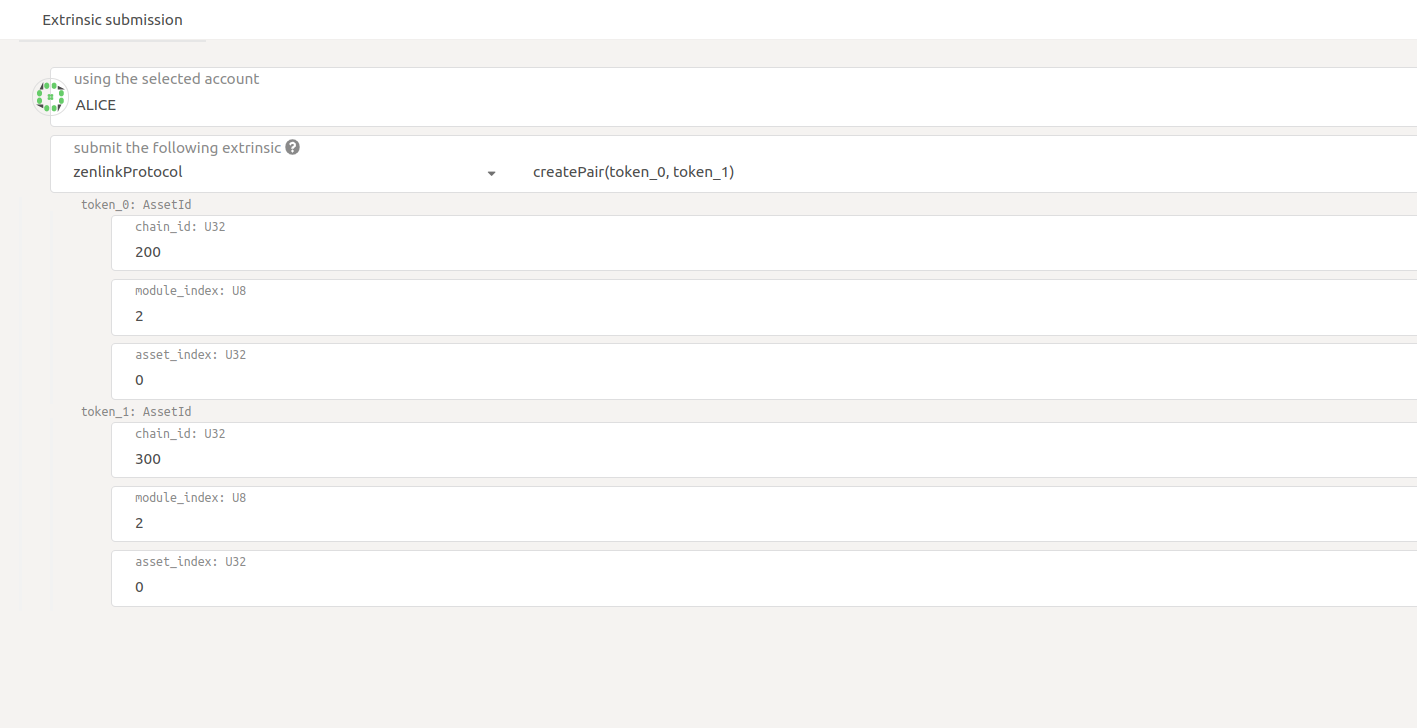 Extrinsic submission
using the selected account
ALICE
submit the following extrinsic ?
zenlinkProtocol createPair(token_0, token_1)
token_0: AssetId
chain_id: U32
200
module_index: U8
2
asset_index: U32
0
token_1: AssetId
chain_id: U32
300
module_index: U8
2
asset_index: U32
0